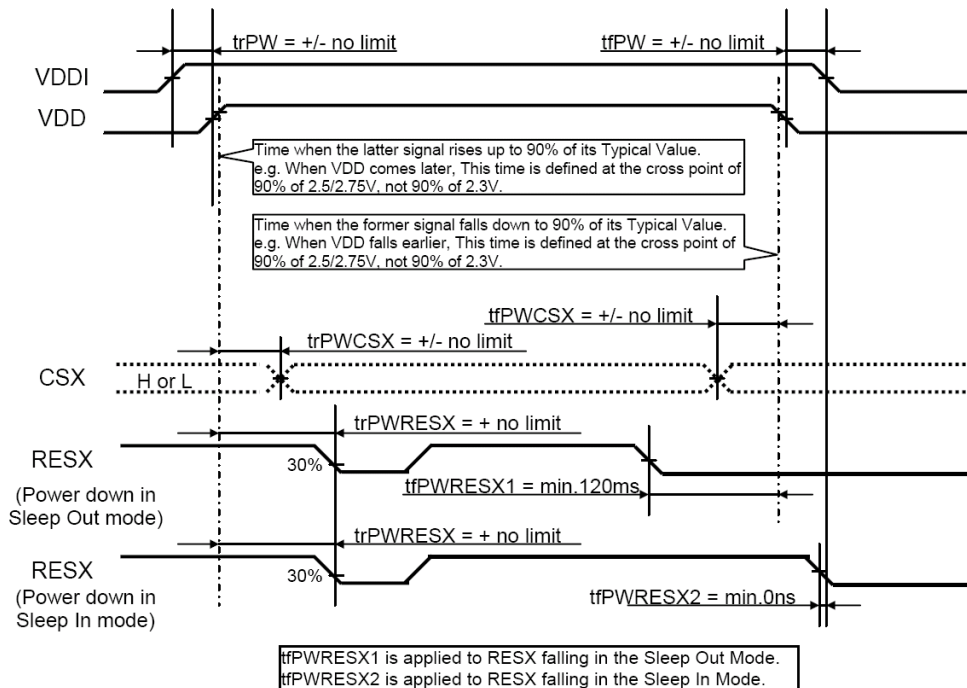 trPW = +/- no limit
tfPW = +/- no limit
VDDI
VDD
Time when the latter signal rises up to 90% of its Typical Value.
e.g. When VDD comes later, This time is defined at the cross point of
90% of 2.5/2.75V, not 90% of 2.3V.
Time when the former signal falls down to 90% of its Typical Value.
e.g. When VDD falls earlier, This time is defined at the cross point of
90% of 2.5/2.75V, not 90% of 2.3V.
tfPWCSX = +/- no limit
trPWCSX = +/- no limit
CSX
H or L
trPWRESX = + no limit
RESX
30%
(Power down in
Sleep Out mode)
tfPWRESX1 = min.120ms
trPWRESX = + no limit
RESX
30%
(Power down in
Sleep In mode)
tfPWRESX2 = min.0ns
tfPWRESX1 is applied to RESX falling in the Sleep Out Mode.
tfPWRESX2 is applied to RESX falling in the Sleep In Mode.